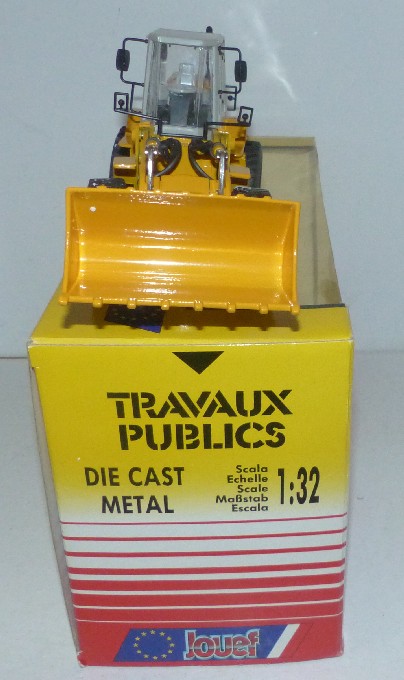 TRAVAUX
PUBLICS
DIE CAST
METAL
Scala
Echelle
Scale
Maßstab
Escala
1:32
Jouef